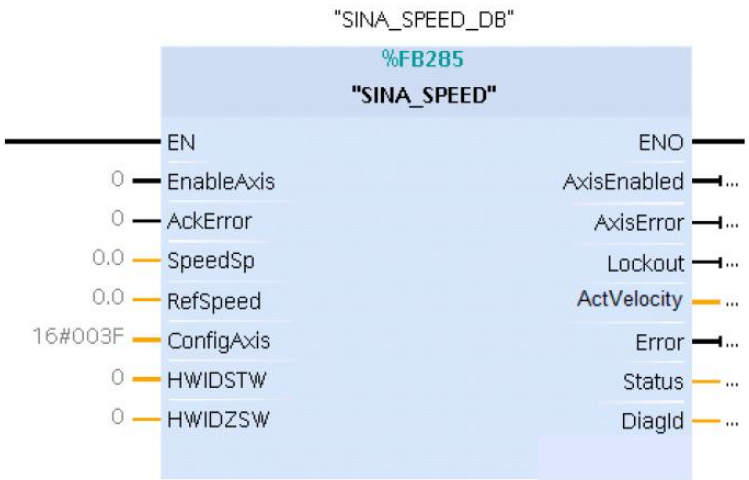 "SINA_SPEED_DB"
%FB285
"SINA_SPEED"
EN ENO
0 EnableAxis AxisEnabled ...
0 AckError AxisError ...
0.0 SpeedSp Lockout ...
0.0 RefSpeed ActVelocity ...
16#003F ConfigAxis Error ...
0 HWIDSTW Status ...
0 HWIDZSW DiagId ...